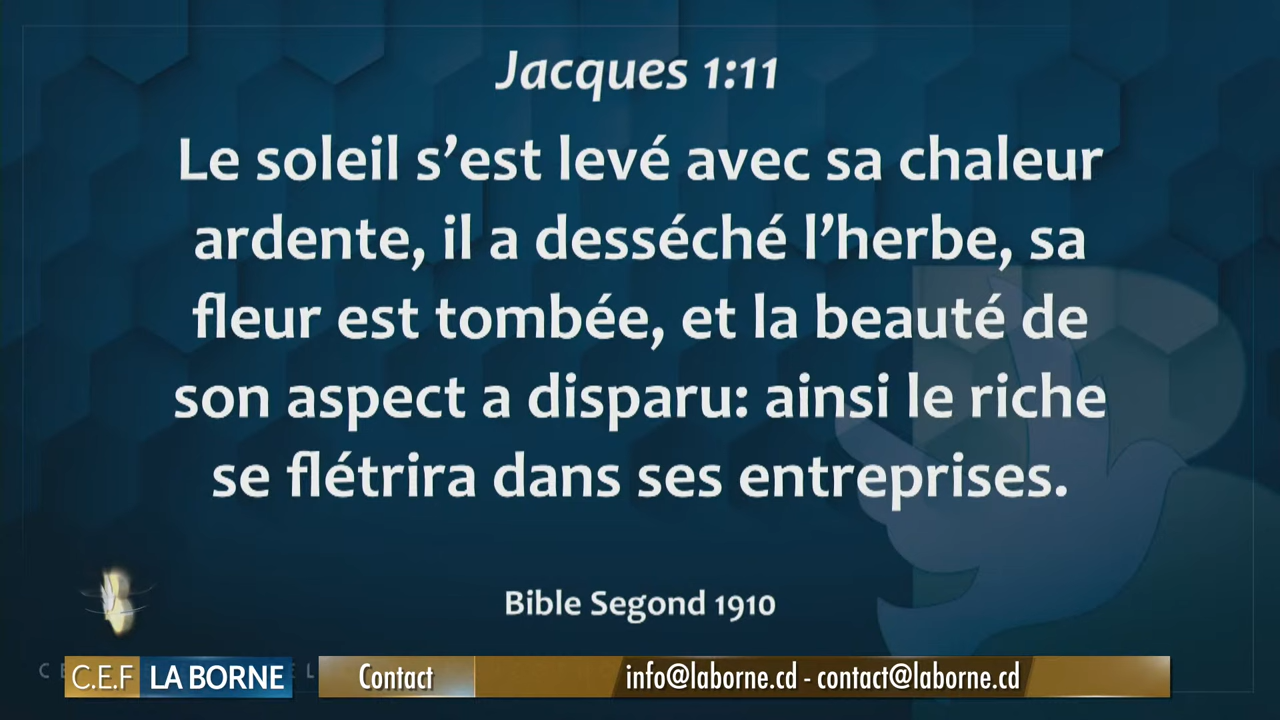 Jacques 1:11
Le soleil s’est levé avec sa chaleur
ardente, il a desséché l’herbe, sa
fleur est tombée, et la beauté de
son aspect a disparu: ainsi le riche
se flétrira dans ses entreprises.
Bible Segond 1910
C.E.F LA BORNE
Contact
info@laborne.cd - contact@laborne.cd